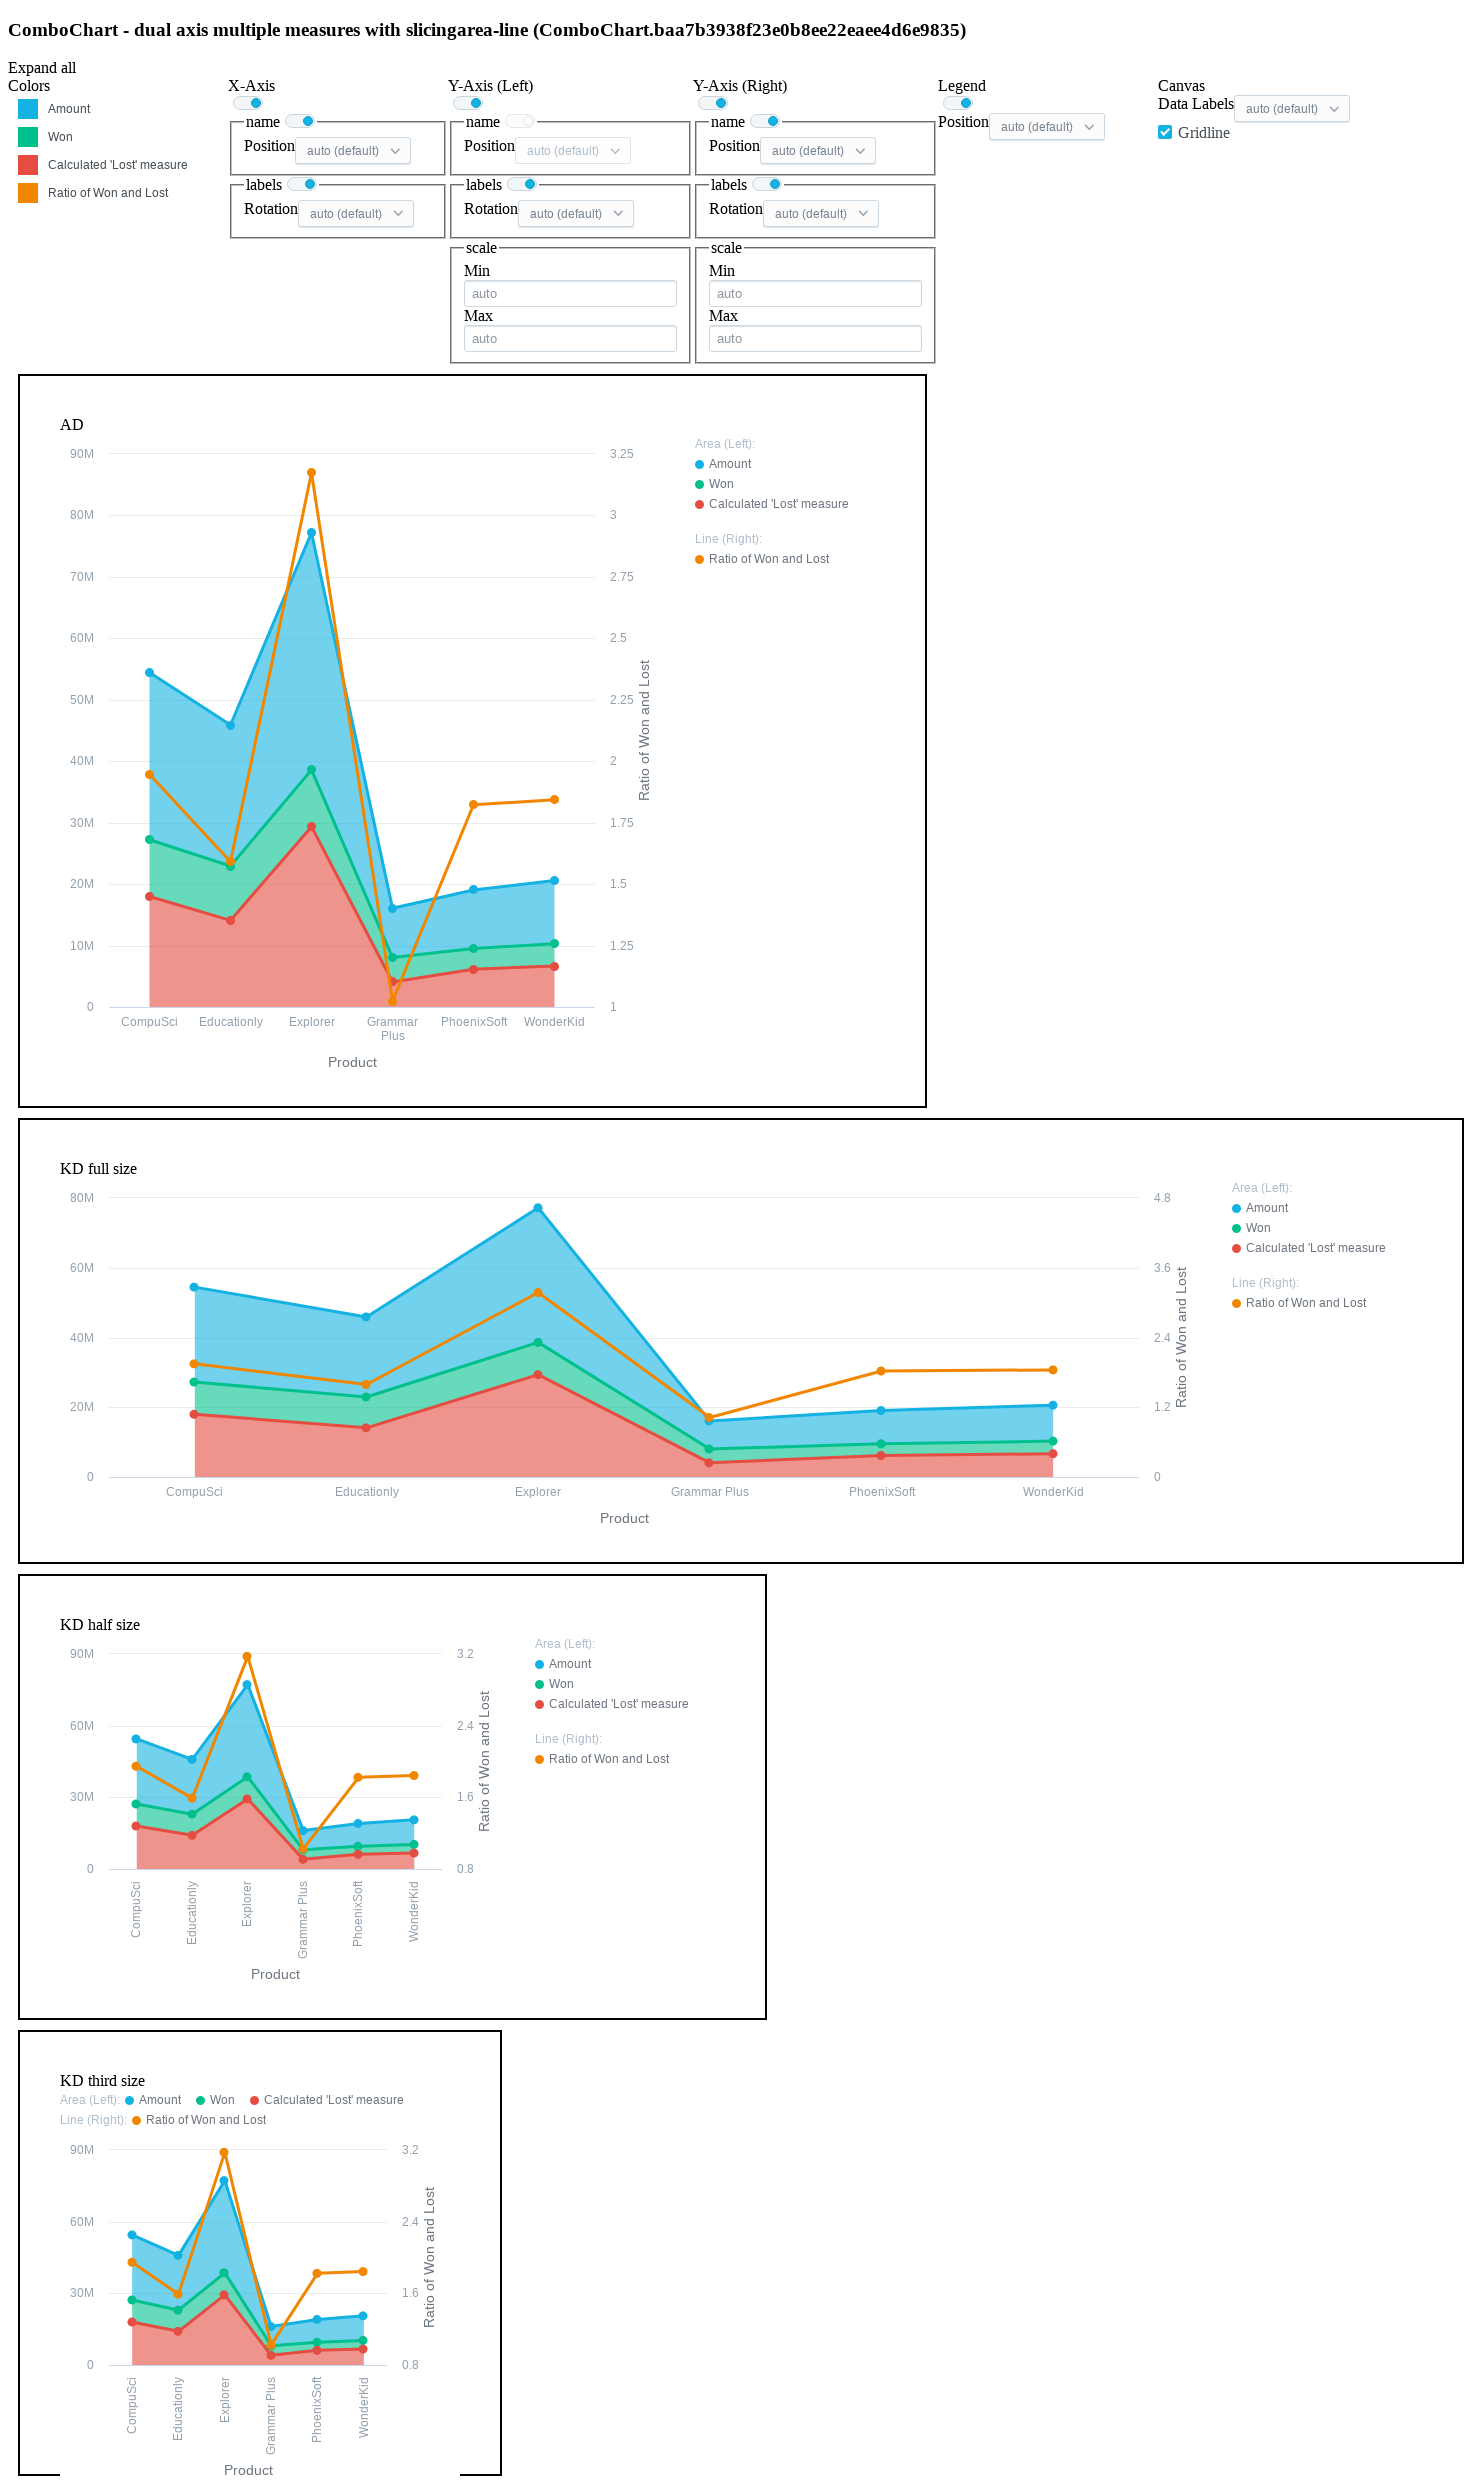 ComboChart - dual axis multiple measures with slicingarea-line (ComboChart.baa7b3938f23e0b8ee22eaee4d6e9835)
Expand all
Colors
Amount
Won
Calculated 'Lost' measure
Ratio of Won and Lost
X-Axis
name
Position auto (default)
labels
Rotation auto (default)
Y-Axis (Left)
name
Position auto (default)
labels
Rotation auto (default)
scale
Min
auto
Max
auto
Y-Axis (Right)
name
Position auto (default)
labels
Rotation auto (default)
scale
Min
auto
Max
auto
Legend
Position auto (default)
Canvas
Data Labels auto (default)
Gridline
AD
90M
80M
70M
60M
50M
40M
30M
20M
10M
0
3.25
3
2.75
2.5
2.25
2
1.75
1.5
1.25
1
Ratio of Won and Lost
CompuSci Educationly Explorer Grammar Plus PhoenixSoft WonderKid
Product
Area (Left):
Amount
Won
Calculated 'Lost' measure
Line (Right):
Ratio of Won and Lost
KD full size
80M
60M
40M
20M
0
4.8
3.6
2.4
1.2
0
Ratio of Won and Lost
CompuSci Educationly Explorer Grammar Plus PhoenixSoft WonderKid
Product
Area (Left):
Amount
Won
Calculated 'Lost' measure
Line (Right):
Ratio of Won and Lost
KD half size
90M
60M
30M
0
3.2
2.4
1.6
0.8
Ratio of Won and Lost
CompuSci
Educationly
Explorer
Grammar Plus
PhoenixSoft
WonderKid
Product
Area (Left):
Amount
Won
Calculated 'Lost' measure
Line (Right):
Ratio of Won and Lost
KD third size
Area (Left): Amount Won Calculated 'Lost' measure
Line (Right): Ratio of Won and Lost
90M
60M
30M
0
3.2
2.4
1.6
0.8
Ratio of Won and Lost
CompuSci
Educationly
Explorer
Grammar Plus
PhoenixSoft
WonderKid
Product